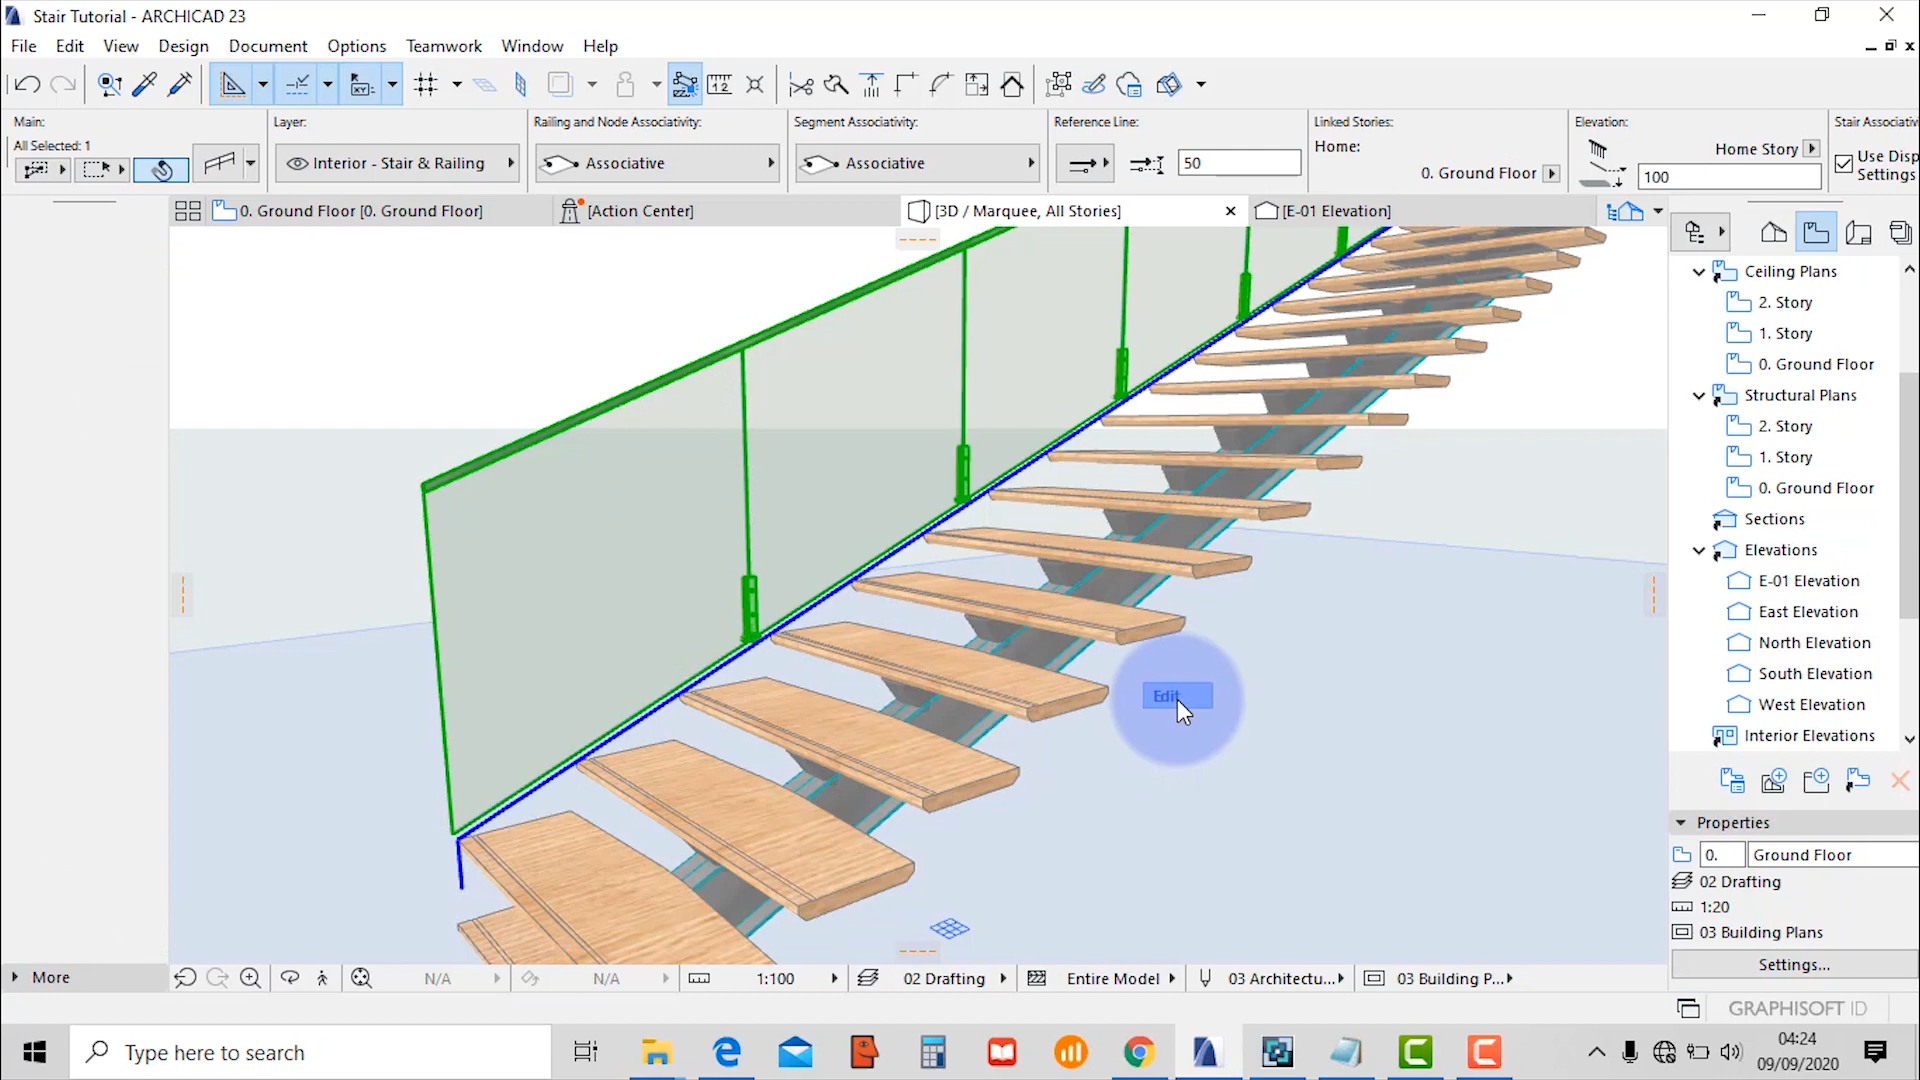 Stair Tutorial - ARCHICAD 23
File Edit View Design Document Options Teamwork Window Help
Main:
All Selected: 1
Layer:
Interior - Stair & Railing
Railing and Node Associativity:
Associative
Segment Associativity:
Associative
Reference Line:
50
Linked Stories:
Home:
0. Ground Floor
Elevation:
Home Story
100
Stair Associativi
Use Disp
Settings
0. Ground Floor [0. Ground Floor]
[Action Center]
[3D / Marquee, All Stories]
[E-01 Elevation]
Ceiling Plans
2. Story
1. Story
0. Ground Floor
Structural Plans
2. Story
1. Story
0. Ground Floor
Sections
Elevations
E-01 Elevation
East Elevation
North Elevation
South Elevation
West Elevation
Interior Elevations
Edit
Properties
0. Ground Floor
02 Drafting
1:20
03 Building Plans
Settings...
More
N/A
N/A
1:100
02 Drafting
Entire Model
03 Architectu...
03 Building P...
GRAPHISOFT ID
Type here to search
04:24
09/09/2020